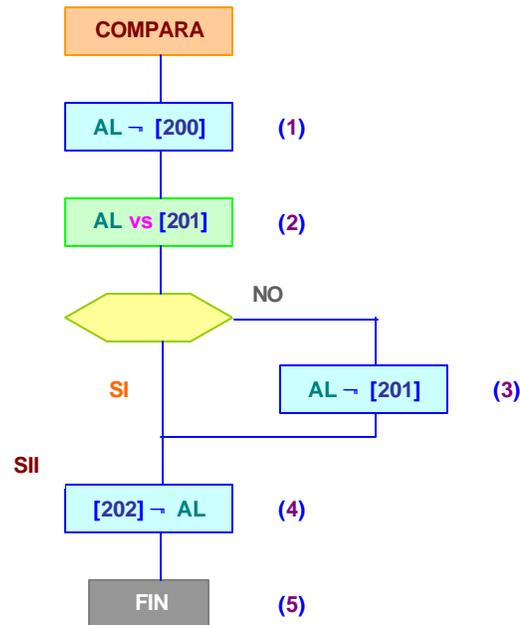 COMPARA
AL ¬ [200] (1)
AL vs [201] (2)
NO
SI
AL ¬ [201] (3)
SII
[202] ¬ AL (4)
FIN (5)